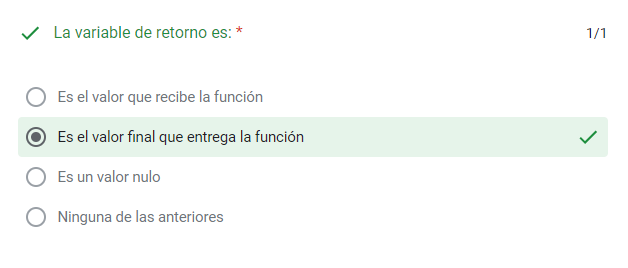 La variable de retorno es: * 1/1
Es el valor que recibe la función
Es el valor final que entrega la función
Es un valor nulo
Ninguna de las anteriores